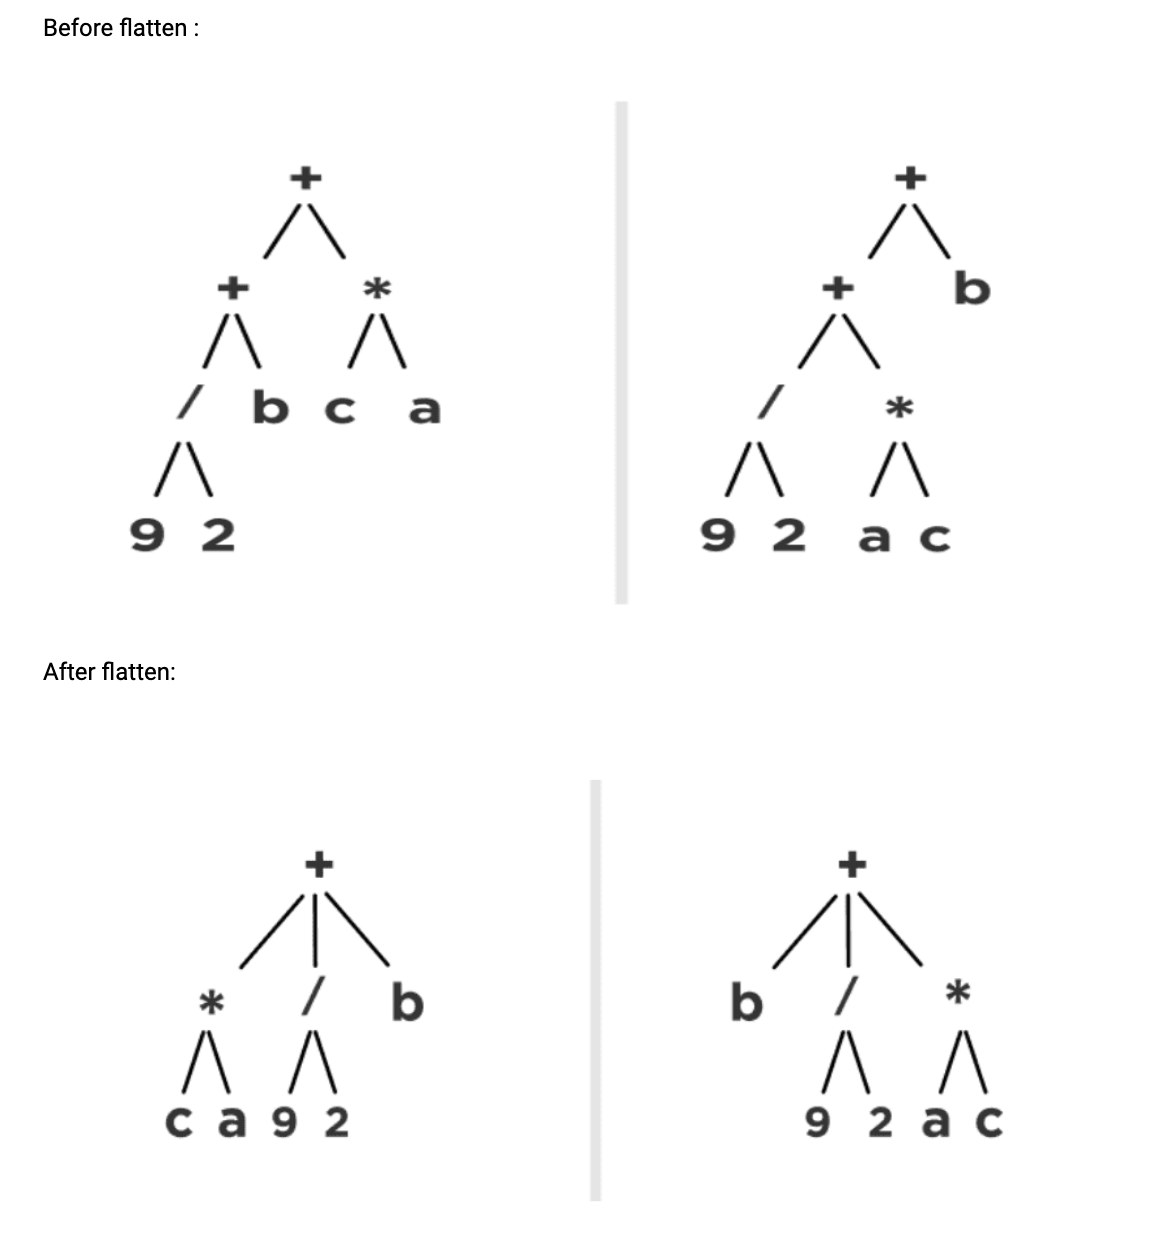 Before flatten :
+ +
+ * + b
/ b c a / *
9 2 9 2 a c
After flatten:
+ +
* / b b / *
c a 9 2 9 2 a c